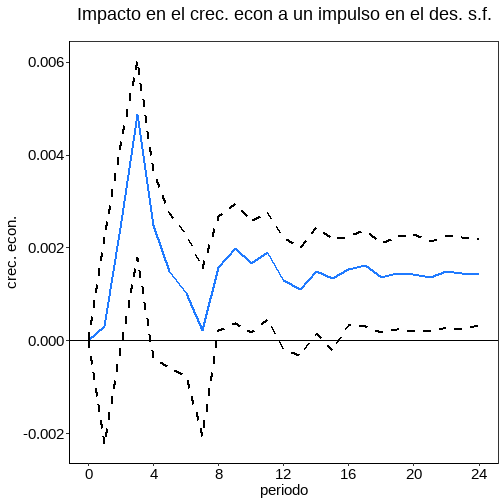 Impacto en el crec. econ a un impulso en el des. s.f.
crec. econ.
0.006
0.004
0.002
0.000
-0.002
0 4 8 12 16 20 24
periodo